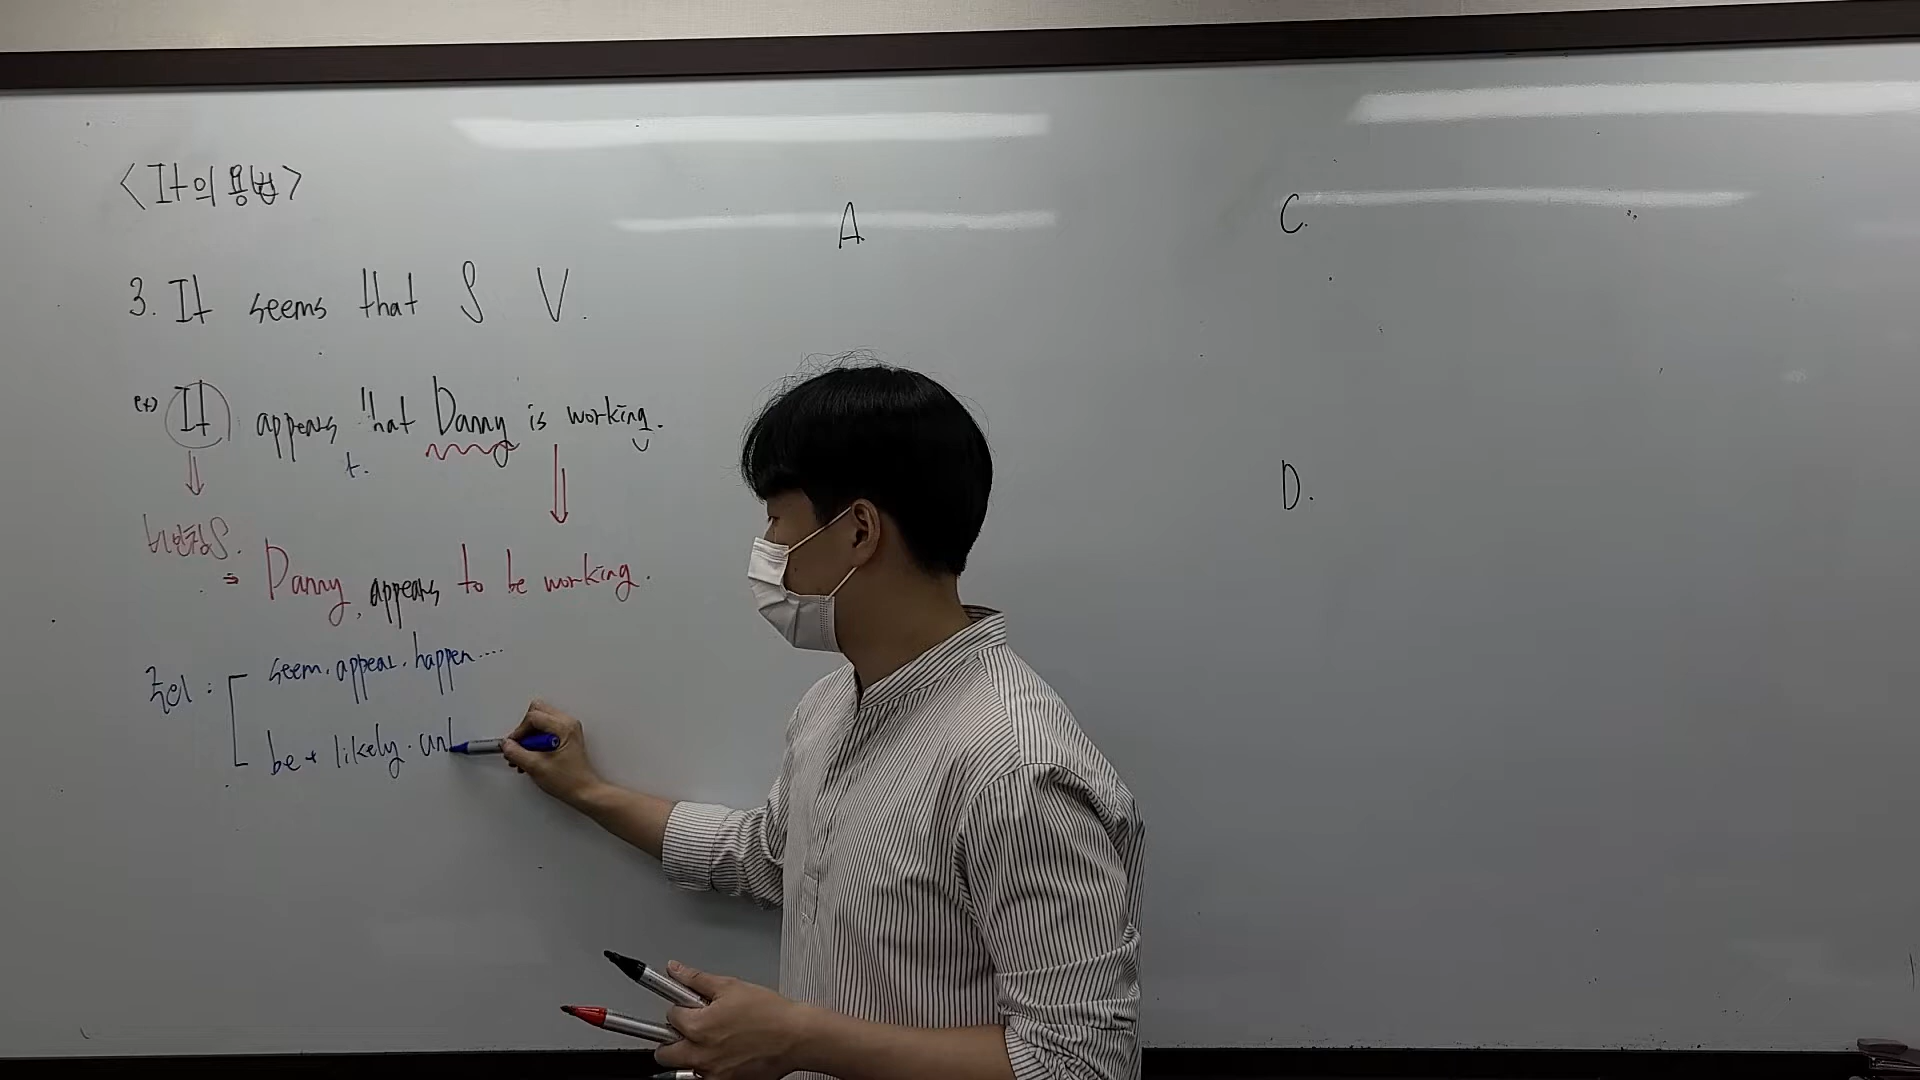 <It의 용법>
3. It seems that S V.
ex) It appears that Danny is working.
t.
비인칭S.
⇒ Danny appears to be working.
주의 : seem. appear. happen....
be + likely. unl
A
C.
D.